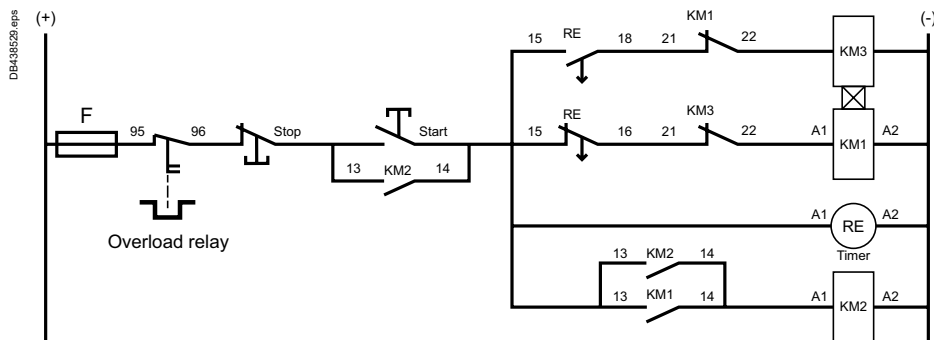 DB438529.eps
(+)
(-)
15 RE 18 21 KM1 22 KM3
F
95 96 Stop Start
13 KM2 14
15 RE 16 21 KM3 22 A1 KM1 A2
Overload relay
A1 RE A2
Timer
13 KM2 14
13 KM1 14 A1 KM2 A2